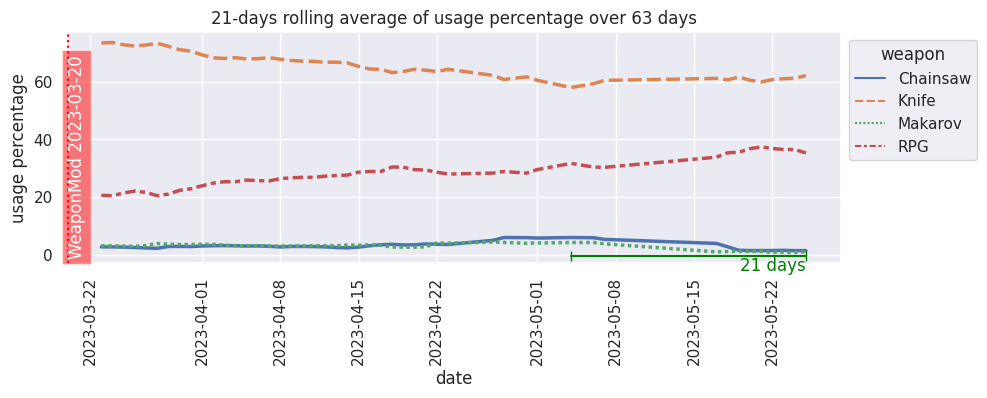 21-days rolling average of usage percentage over 63 days
usage percentage
60
40
20
0
WeaponMod 2023-03-20
21 days
2023-03-22
2023-04-01
2023-04-08
2023-04-15
2023-04-22
2023-05-01
2023-05-08
2023-05-15
2023-05-22
date
weapon
Chainsaw
Knife
Makarov
RPG